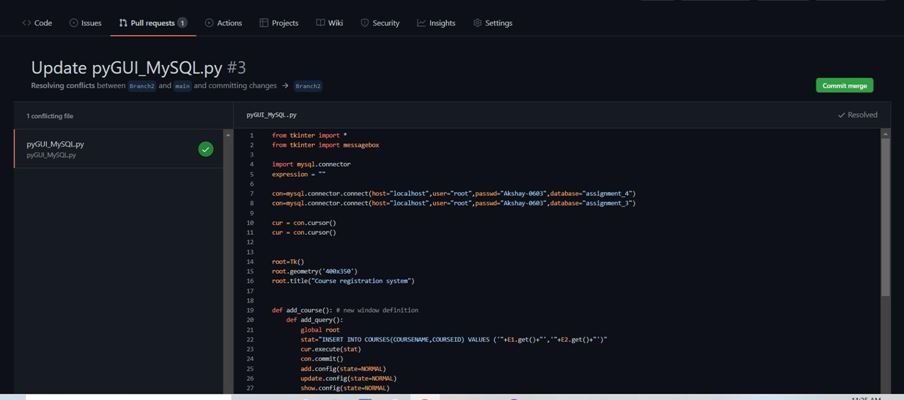 Code Issues Pull requests 1 Actions Projects Wiki Security Insights Settings
Update pyGUI_MySQL.py #3
Resolving conflicts between Branch2 and main and committing changes → Branch2
Commit merge
1 conflicting file
pyGUI_MySQL.py
pyGUI_MySQL.py
pyGUI_MySQL.py
Resolved
1 from tkinter import *
2 from tkinter import messagebox
3
4 import mysql.connector
5 expression = ""
6
7 con=mysql.connector.connect(host="localhost",user="root",passwd="Akshay-0603",database="assignment_4")
8 con=mysql.connector.connect(host="localhost",user="root",passwd="Akshay-0603",database="assignment_3")
9
10 cur = con.cursor()
11 cur = con.cursor()
12
13
14 root=Tk()
15 root.geometry('400x350')
16 root.title("Course registration system")
17
18
19 def add_course(): # new window definition
20 def add_query():
21 global root
22 stat="INSERT INTO COURSES(COURSENAME,COURSEID) VALUES ('"+E1.get()+"','"+E2.get()+"')"
23 cur.execute(stat)
24 con.commit()
25 add.config(state=NORMAL)
26 update.config(state=NORMAL)
27 show.config(state=NORMAL)